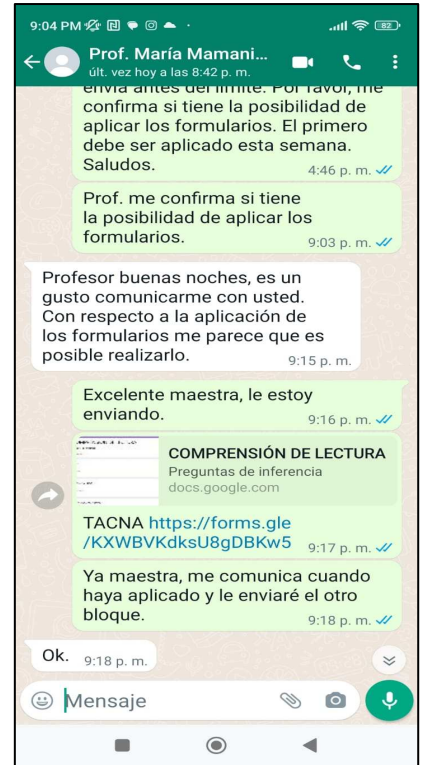 9:04 PM
82
Prof. María Mamani...
últ. vez hoy a las 8:42 p. m.
envía antes del límite. Por favor, me
confirma si tiene la posibilidad de
aplicar los formularios. El primero
debe ser aplicado esta semana.
Saludos.
4:46 p. m.
Prof. me confirma si tiene
la posibilidad de aplicar los
formularios.
9:03 p. m.
Profesor buenas noches, es un
gusto comunicarme con usted.
Con respecto a la aplicación de
los formularios me parece que es
posible realizarlo.
9:15 p. m.
Excelente maestra, le estoy
enviando.
9:16 p. m.
COMPRENSIÓN DE LECTURA
Preguntas de inferencia
docs.google.com
TACNA https://forms.gle
/KXWBVKdksU8gDBKw5
9:17 p. m.
Ya maestra, me comunica cuando
haya aplicado y le enviaré el otro
bloque.
9:18 p. m.
Ok.
9:18 p. m.
Mensaje